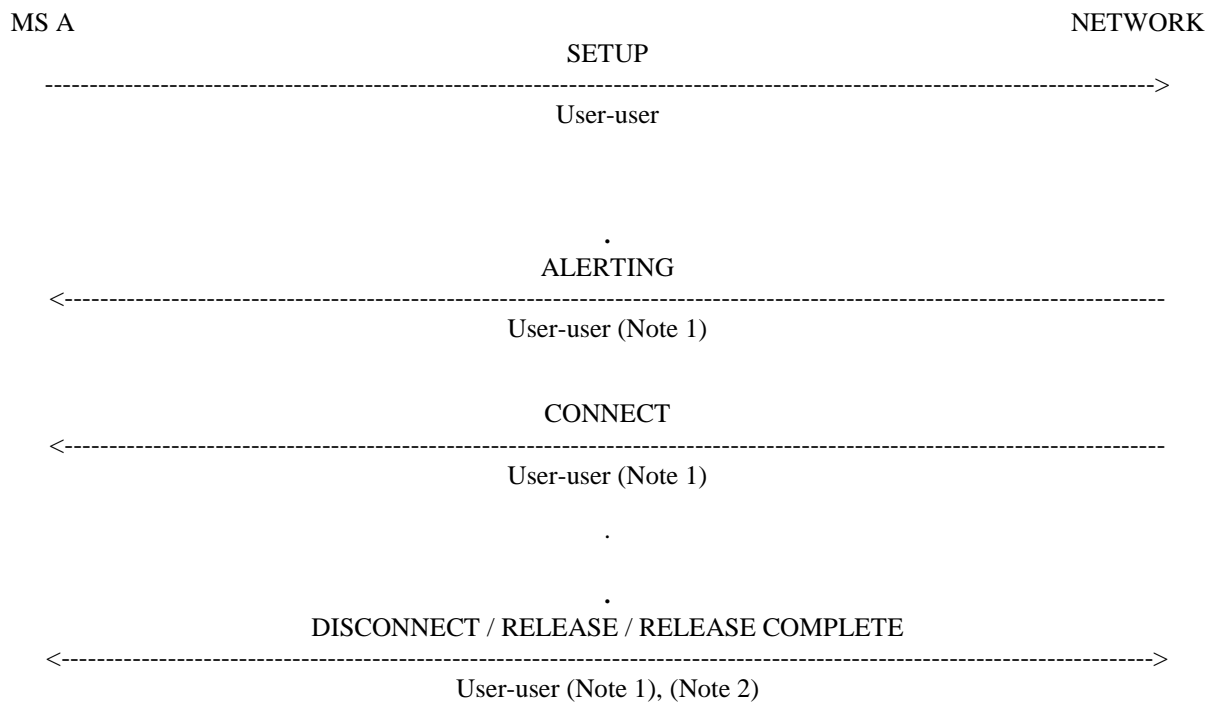 MS A NETWORK
SETUP
------------------------------------------------------------------------------------------------------------------------------>
User-user
.
ALERTING
<-----------------------------------------------------------------------------------------------------------------------------
User-user (Note 1)
CONNECT
<-----------------------------------------------------------------------------------------------------------------------------
User-user (Note 1)
.
.
DISCONNECT / RELEASE / RELEASE COMPLETE
<---------------------------------------------------------------------------------------------------------------------------->
User-user (Note 1), (Note 2)